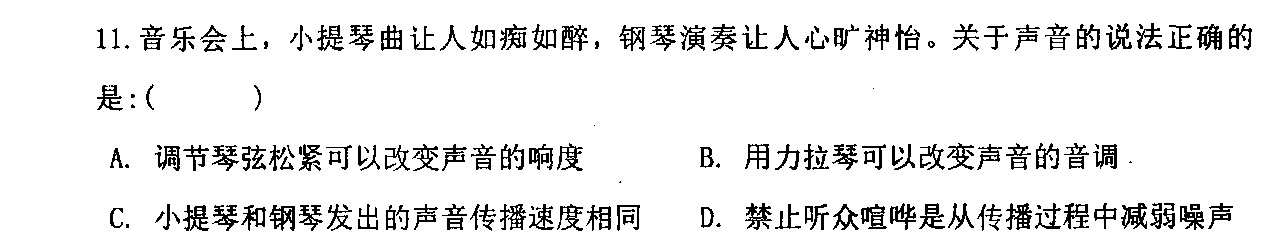 11. 音乐会上，小提琴曲让人如痴如醉，钢琴演奏让人心旷神怡。关于声音的说法正确的
是:(      )
A. 调节琴弦松紧可以改变声音的响度    B. 用力拉琴可以改变声音的音调
C. 小提琴和钢琴发出的声音传播速度相同    D. 禁止听众喧哗是从传播过程中减弱噪声